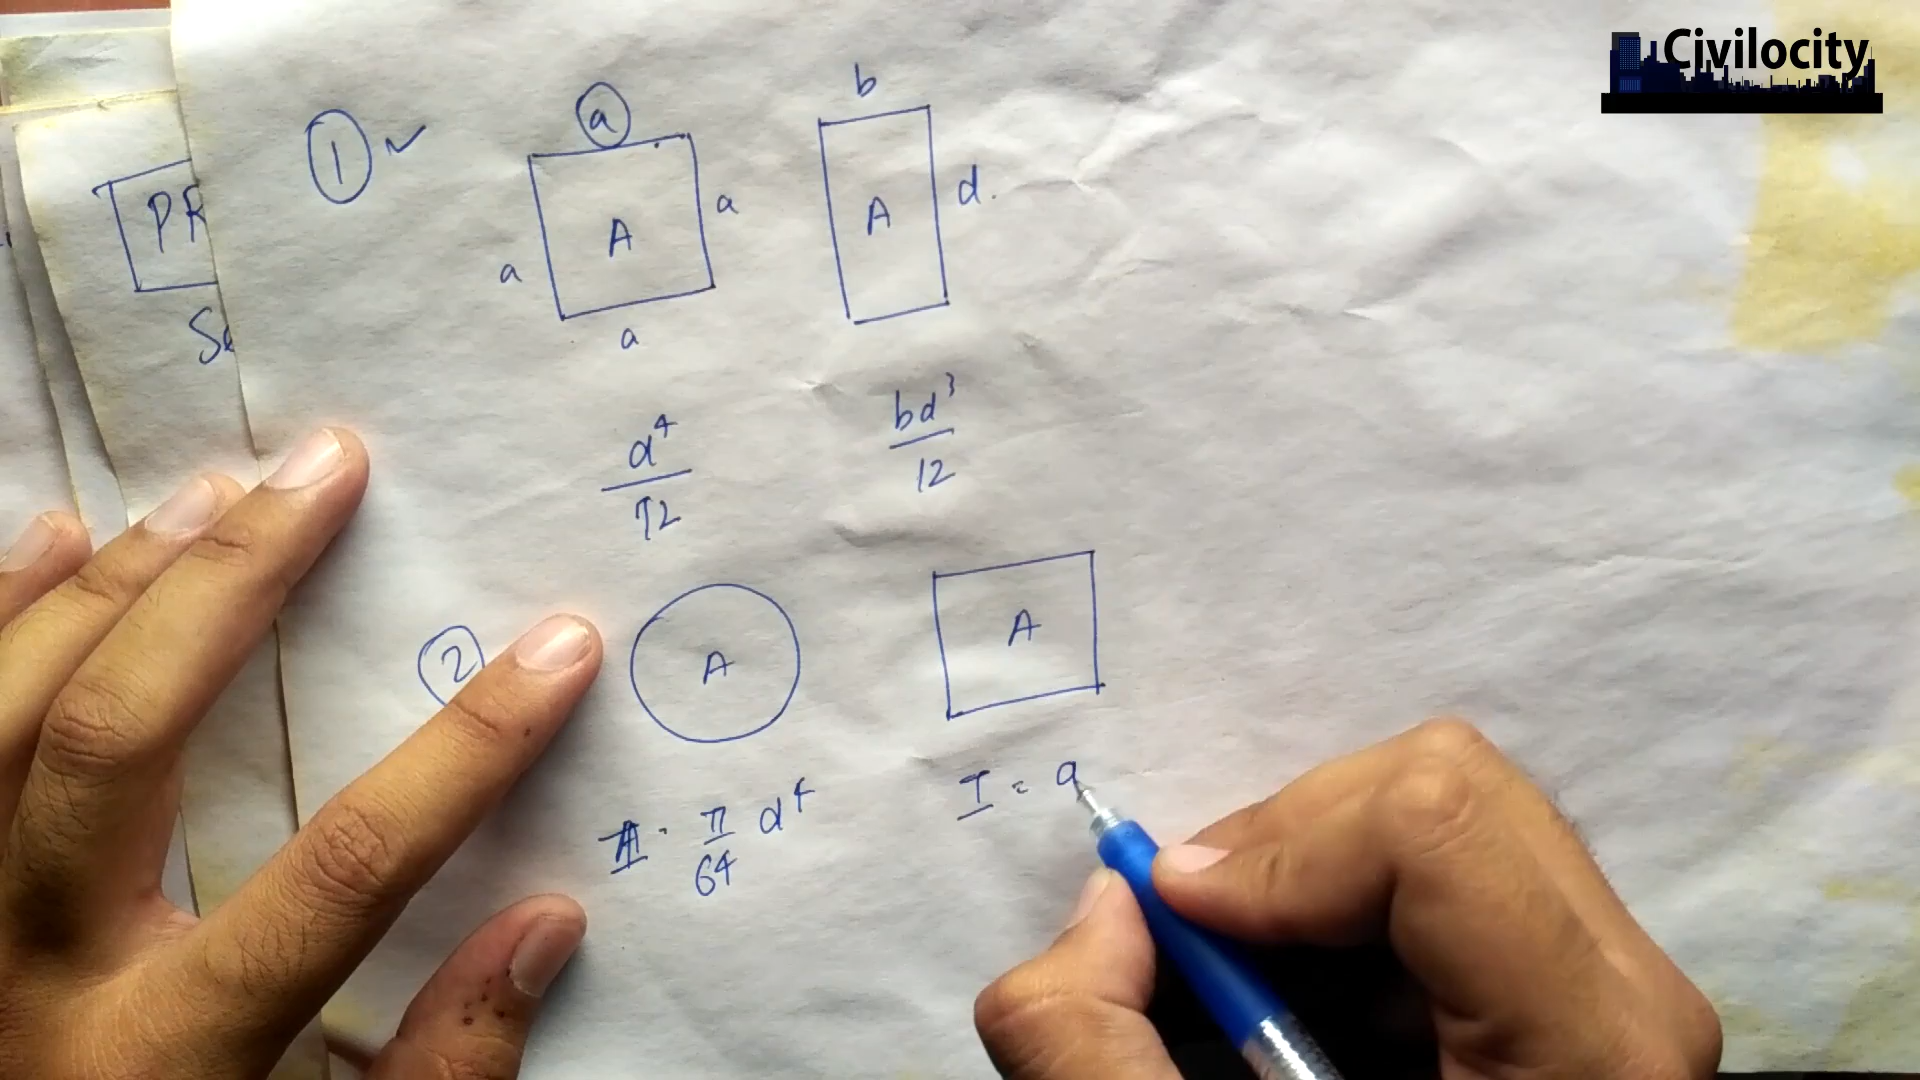 Civilocity
PR
Se
1
a
a
A
a
a
b
A
d.
a⁴
12
bd³
12
2
A
A
I = π/64 d⁴
I = a